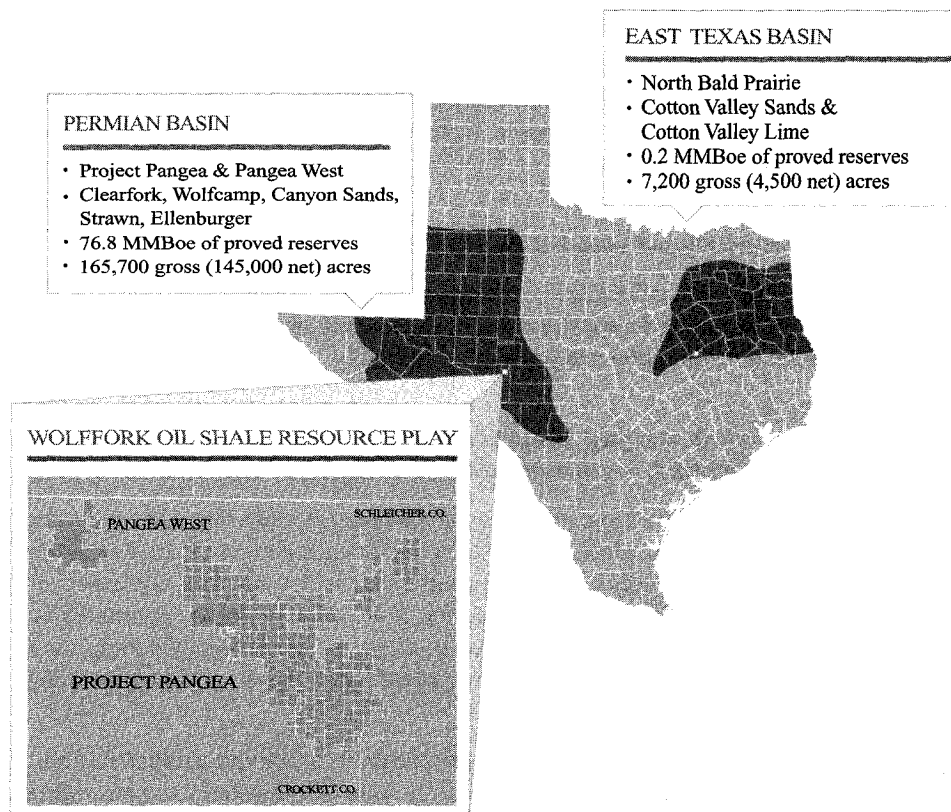 EAST TEXAS BASIN
• North Bald Prairie
• Cotton Valley Sands &
Cotton Valley Lime
• 0.2 MMBoe of proved reserves
• 7,200 gross (4,500 net) acres
PERMIAN BASIN
• Project Pangea & Pangea West
• Clearfork, Wolfcamp, Canyon Sands,
Strawn, Ellenburger
• 76.8 MMBoe of proved reserves
• 165,700 gross (145,000 net) acres
WOLFFORK OIL SHALE RESOURCE PLAY
SCHLEICHER CO.
PANGEA WEST
PROJECT PANGEA
CROCKETT CO.